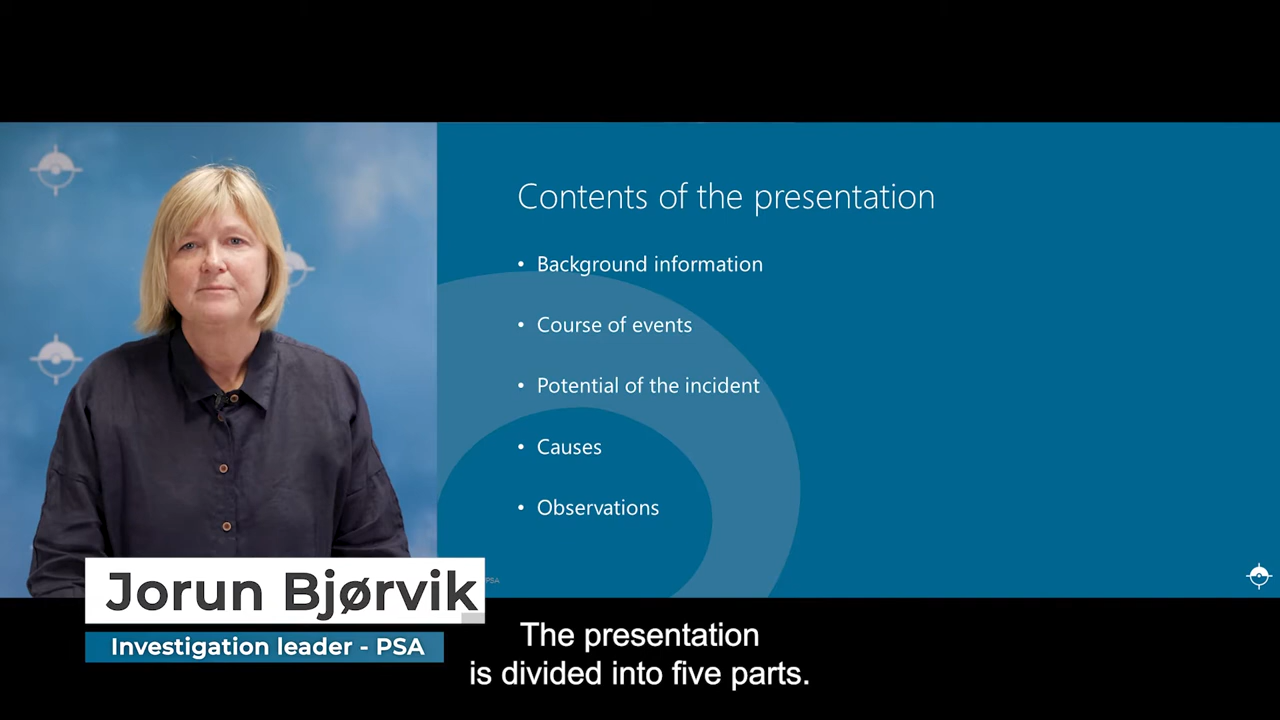 Contents of the presentation
• Background information
• Course of events
• Potential of the incident
• Causes
• Observations
PSA
Jorun Bjørvik
Investigation leader - PSA
The presentation
is divided into five parts.